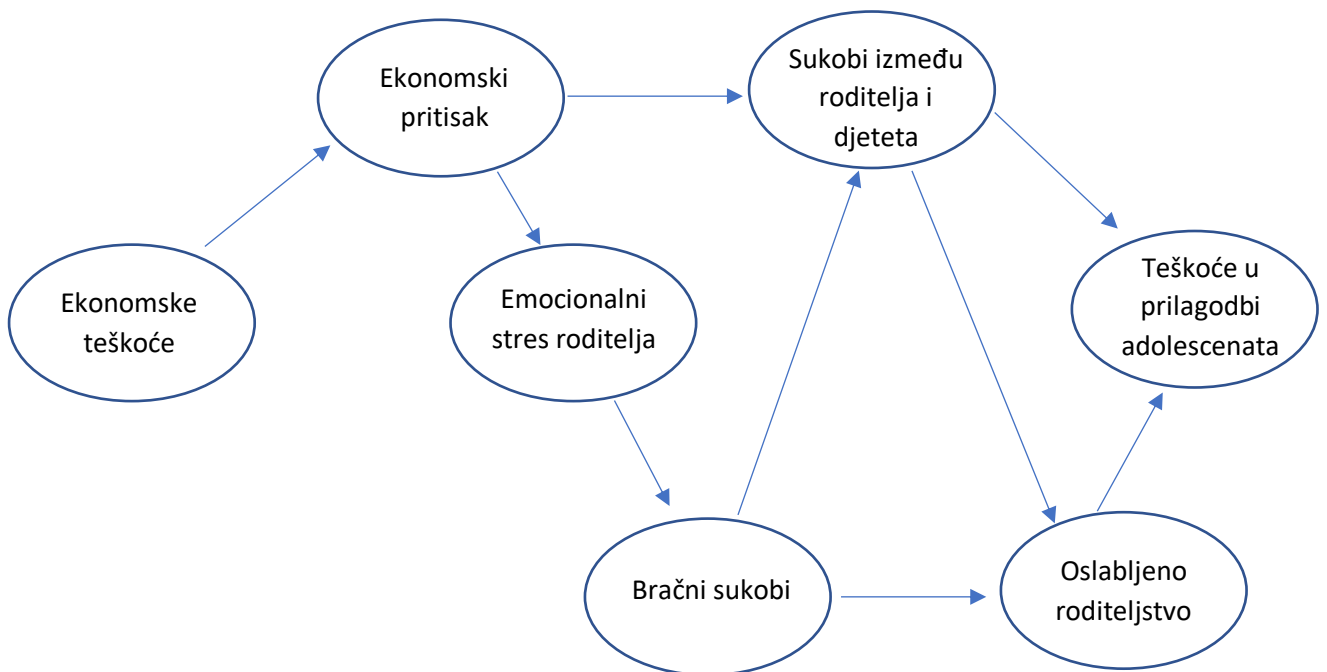 Ekonomski
pritisak
Sukobi između
roditelja i
djeteta
Ekonomske
teškoće
Emocionalni
stres roditelja
Teškoće u
prilagodbi
adolescenata
Bračni sukobi
Oslabljeno
roditeljstvo